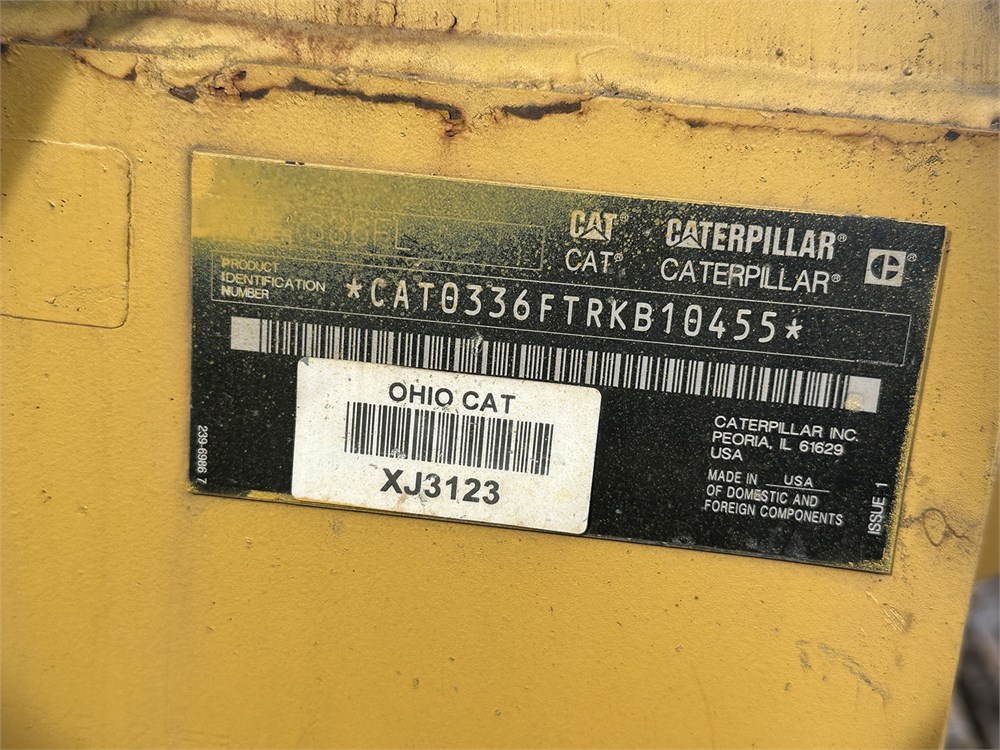 CAT® CATERPILLAR®
CAT® CATERPILLAR®
PRODUCT
IDENTIFICATION
NUMBER
*CAT0336FTRKB10455*
OHIO CAT
XJ3123
239-6986 7
CATERPILLAR INC.
PEORIA, IL 61629
USA
MADE IN USA
OF DOMESTIC AND
FOREIGN COMPONENTS
ISSUE 1